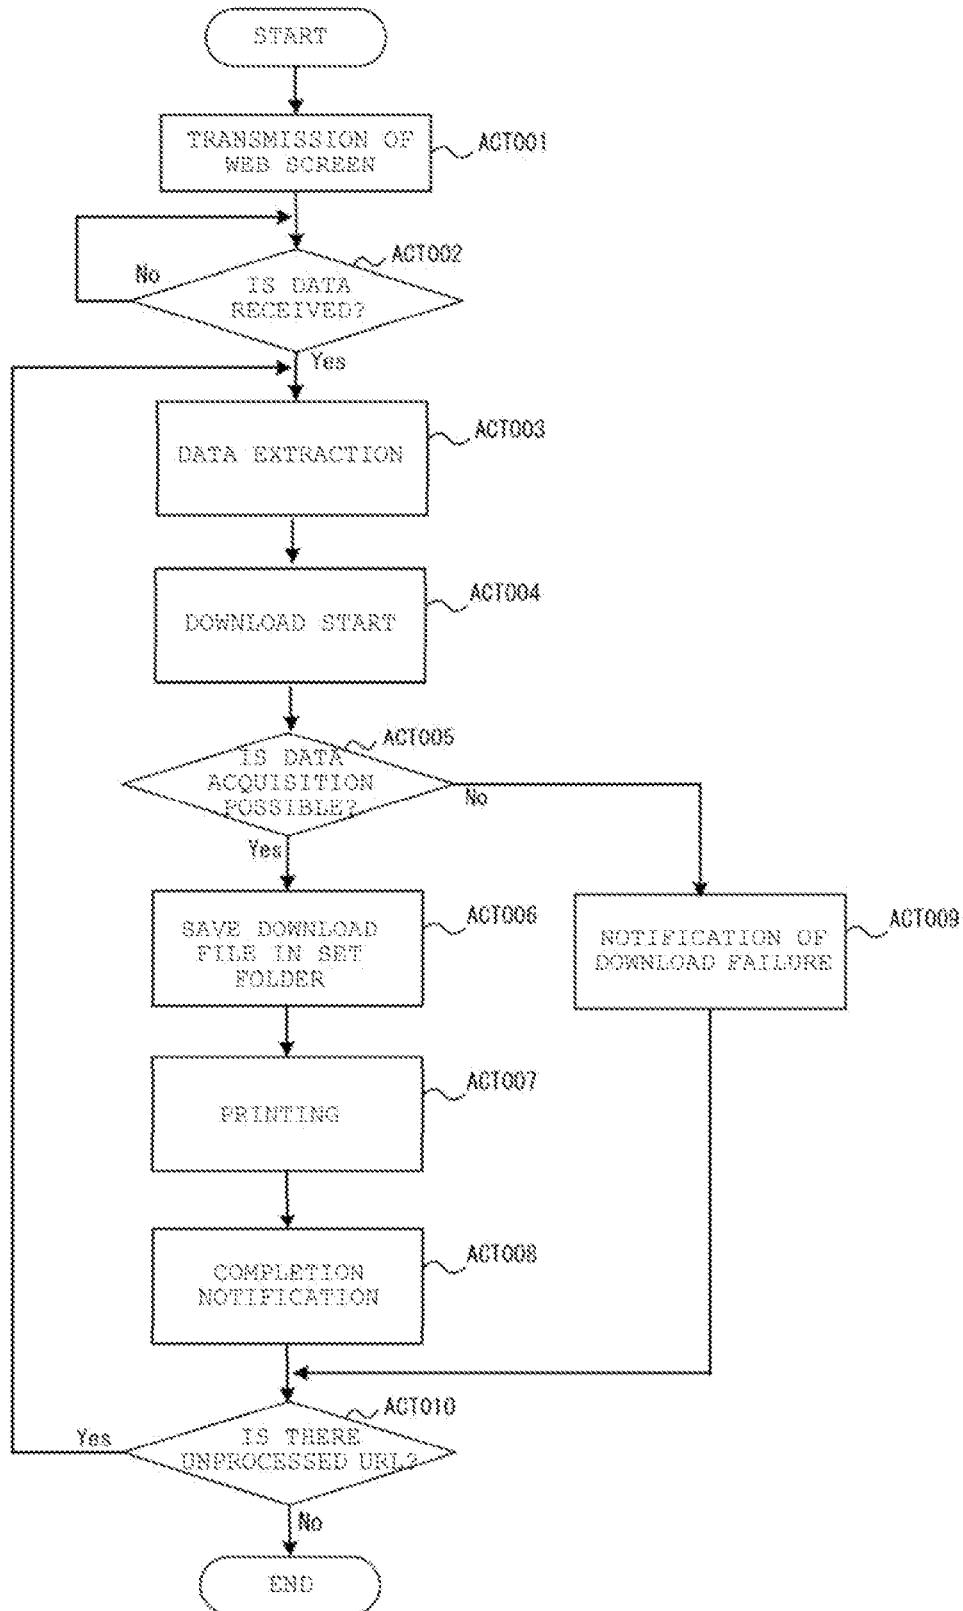 START
TRANSMISSION OF
WEB SCREEN
ACT001
ACT002
No
IS DATA
RECEIVED?
Yes
DATA EXTRACTION
ACT003
DOWNLOAD START
ACT004
ACT005
IS DATA
ACQUISITION
POSSIBLE?
No
Yes
SAVE DOWNLOAD
FILE IN SET
FOLDER
ACT006
NOTIFICATION OF
DOWNLOAD FAILURE
ACT009
PRINTING
ACT007
COMPLETION
NOTIFICATION
ACT008
ACT010
Yes
IS THERE
UNPROCESSED URL?
No
END